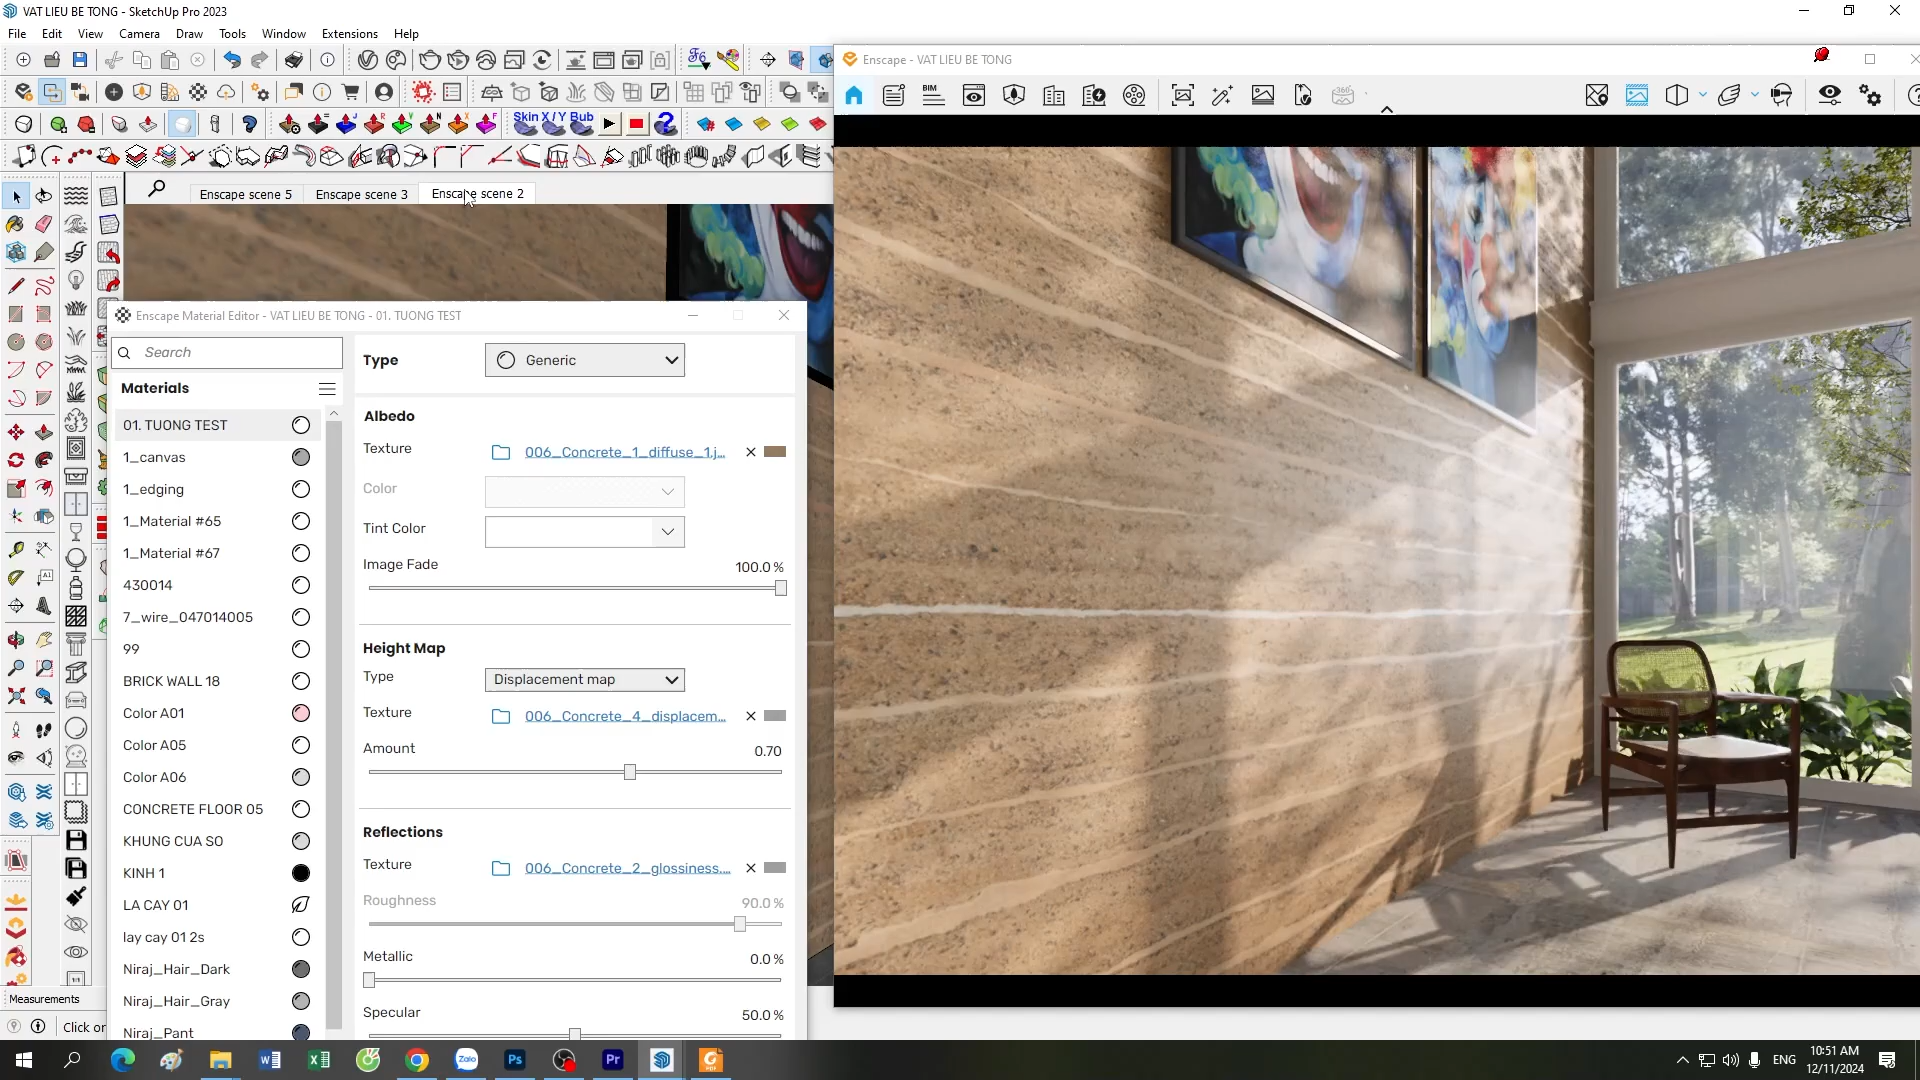 VAT LIEU BE TONG - SketchUp Pro 2023
File Edit View Camera Draw Tools Window Extensions Help
Enscape - VAT LIEU BE TONG
BIM
Skin X / Y Bub
Enscape scene 5 Enscape scene 3 Enscape scene 2
Enscape Material Editor - VAT LIEU BE TONG - 01. TUONG TEST
Search
Materials
01. TUONG TEST
1_canvas
1_edging
1_Material #65
1_Material #67
430014
7_wire_047014005
99
BRICK WALL 18
Color A01
Color A05
Color A06
CONCRETE FLOOR 05
KHUNG CUA SO
KINH 1
LA CAY 01
lay cay 01 2s
Niraj_Hair_Dark
Niraj_Hair_Gray
Niraj_Pant
Type Generic
Albedo
Texture 006_Concrete_1_diffuse_1.j...
Color
Tint Color
Image Fade 100.0 %
Height Map
Type Displacement map
Texture 006_Concrete_4_displacem...
Amount 0.70
Reflections
Texture 006_Concrete_2_glossiness....
Roughness 90.0 %
Metallic 0.0 %
Specular 50.0 %
Measurements
Click or
Zalo Ps Pr
ENG
10:51 AM
12/11/2024